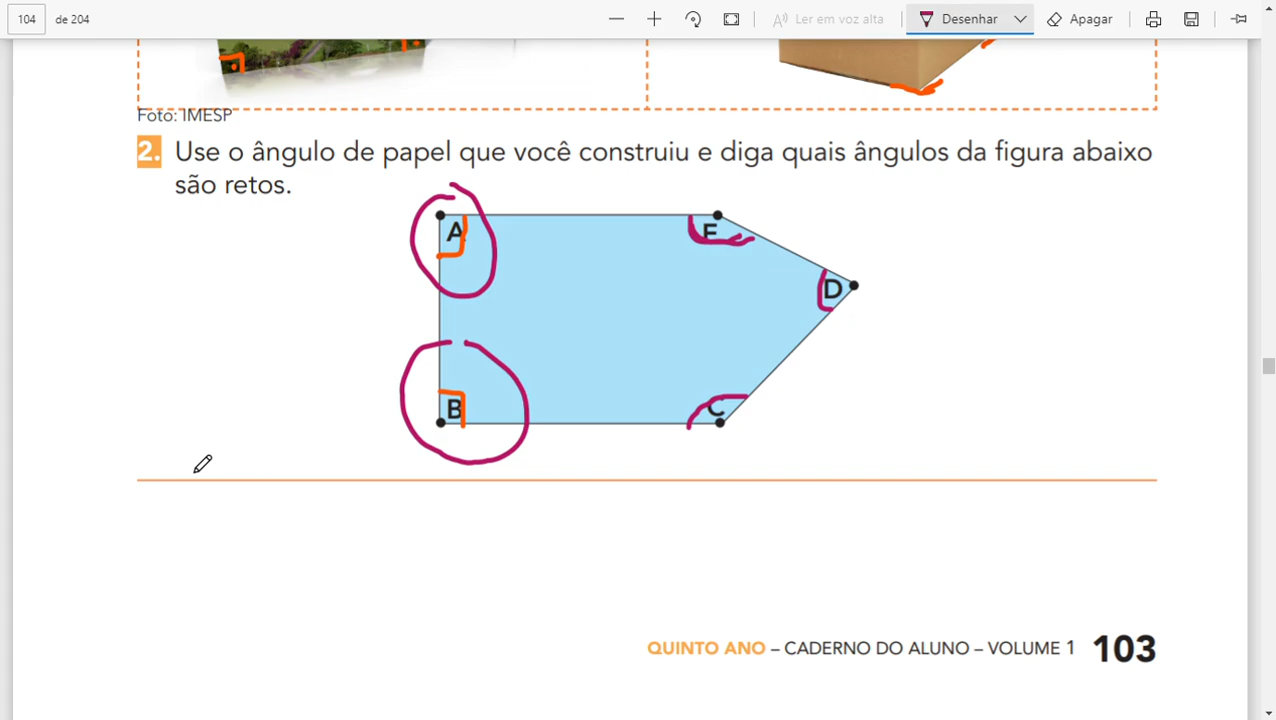 104 de 204 Ler em voz alta Desenhar Apagar
Foto: IMESP
2. Use o ângulo de papel que você construiu e diga quais ângulos da figura abaixo
são retos.
A E
D
B C
QUINTO ANO – CADERNO DO ALUNO – VOLUME 1 103